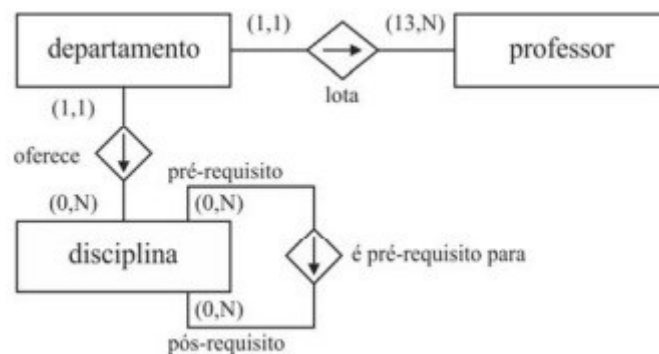 departamento
(1,1)
(13,N)
professor
lota
(1,1)
oferece
(0,N)
pré-requisito
(0,N)
disciplina
é pré-requisito para
(0,N)
pós-requisito